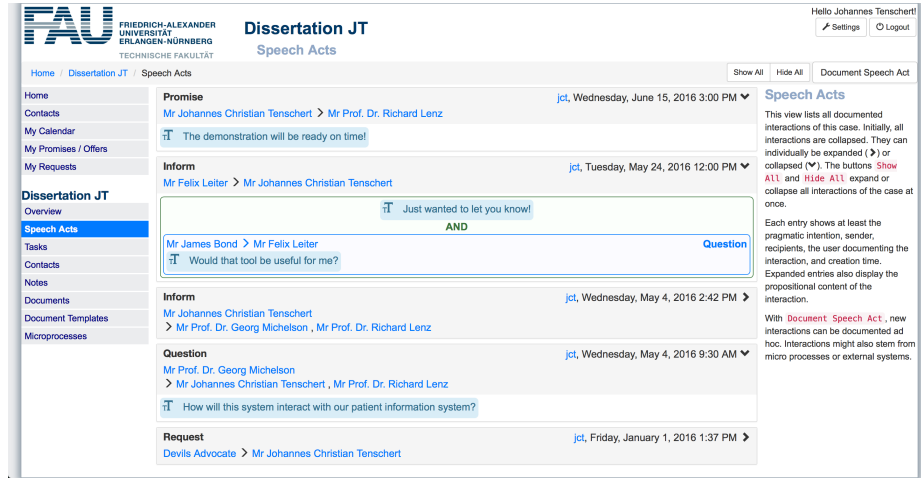 Hello Johannes Tenschert!
Settings Logout
FAU
FRIEDRICH-ALEXANDER
UNIVERSITÄT
ERLANGEN-NÜRNBERG
TECHNISCHE FAKULTÄT
Dissertation JT
Speech Acts
Home / Dissertation JT / Speech Acts
Show All Hide All Document Speech Act
Home
Contacts
My Calendar
My Promises / Offers
My Requests
Dissertation JT
Overview
Speech Acts
Tasks
Contacts
Notes
Documents
Document Templates
Microprocesses
Promise jct, Wednesday, June 15, 2016 3:00 PM
Mr Johannes Christian Tenschert > Mr Prof. Dr. Richard Lenz
The demonstration will be ready on time!
Inform jct, Tuesday, May 24, 2016 12:00 PM
Mr Felix Leiter > Mr Johannes Christian Tenschert
Just wanted to let you know!
AND
Mr James Bond > Mr Felix Leiter Question
Would that tool be useful for me?
Inform jct, Wednesday, May 4, 2016 2:42 PM
Mr Johannes Christian Tenschert
> Mr Prof. Dr. Georg Michelson , Mr Prof. Dr. Richard Lenz
Question jct, Wednesday, May 4, 2016 9:30 AM
Mr Prof. Dr. Georg Michelson
> Mr Johannes Christian Tenschert , Mr Prof. Dr. Richard Lenz
How will this system interact with our patient information system?
Request jct, Friday, January 1, 2016 1:37 PM
Devils Advocate > Mr Johannes Christian Tenschert
Speech Acts
This view lists all documented
interactions of this case. Initially, all
interactions are collapsed. They can
individually be expanded (>) or
collapsed (v). The buttons Show
All and Hide All expand or
collapse all interactions of the case at
once.
Each entry shows at least the
pragmatic intention, sender,
recipients, the user documenting the
interaction, and creation time.
Expanded entries also display the
propositional content of the
interaction.
With Document Speech Act , new
interactions can be documented ad
hoc. Interactions might also stem from
micro processes or external systems.